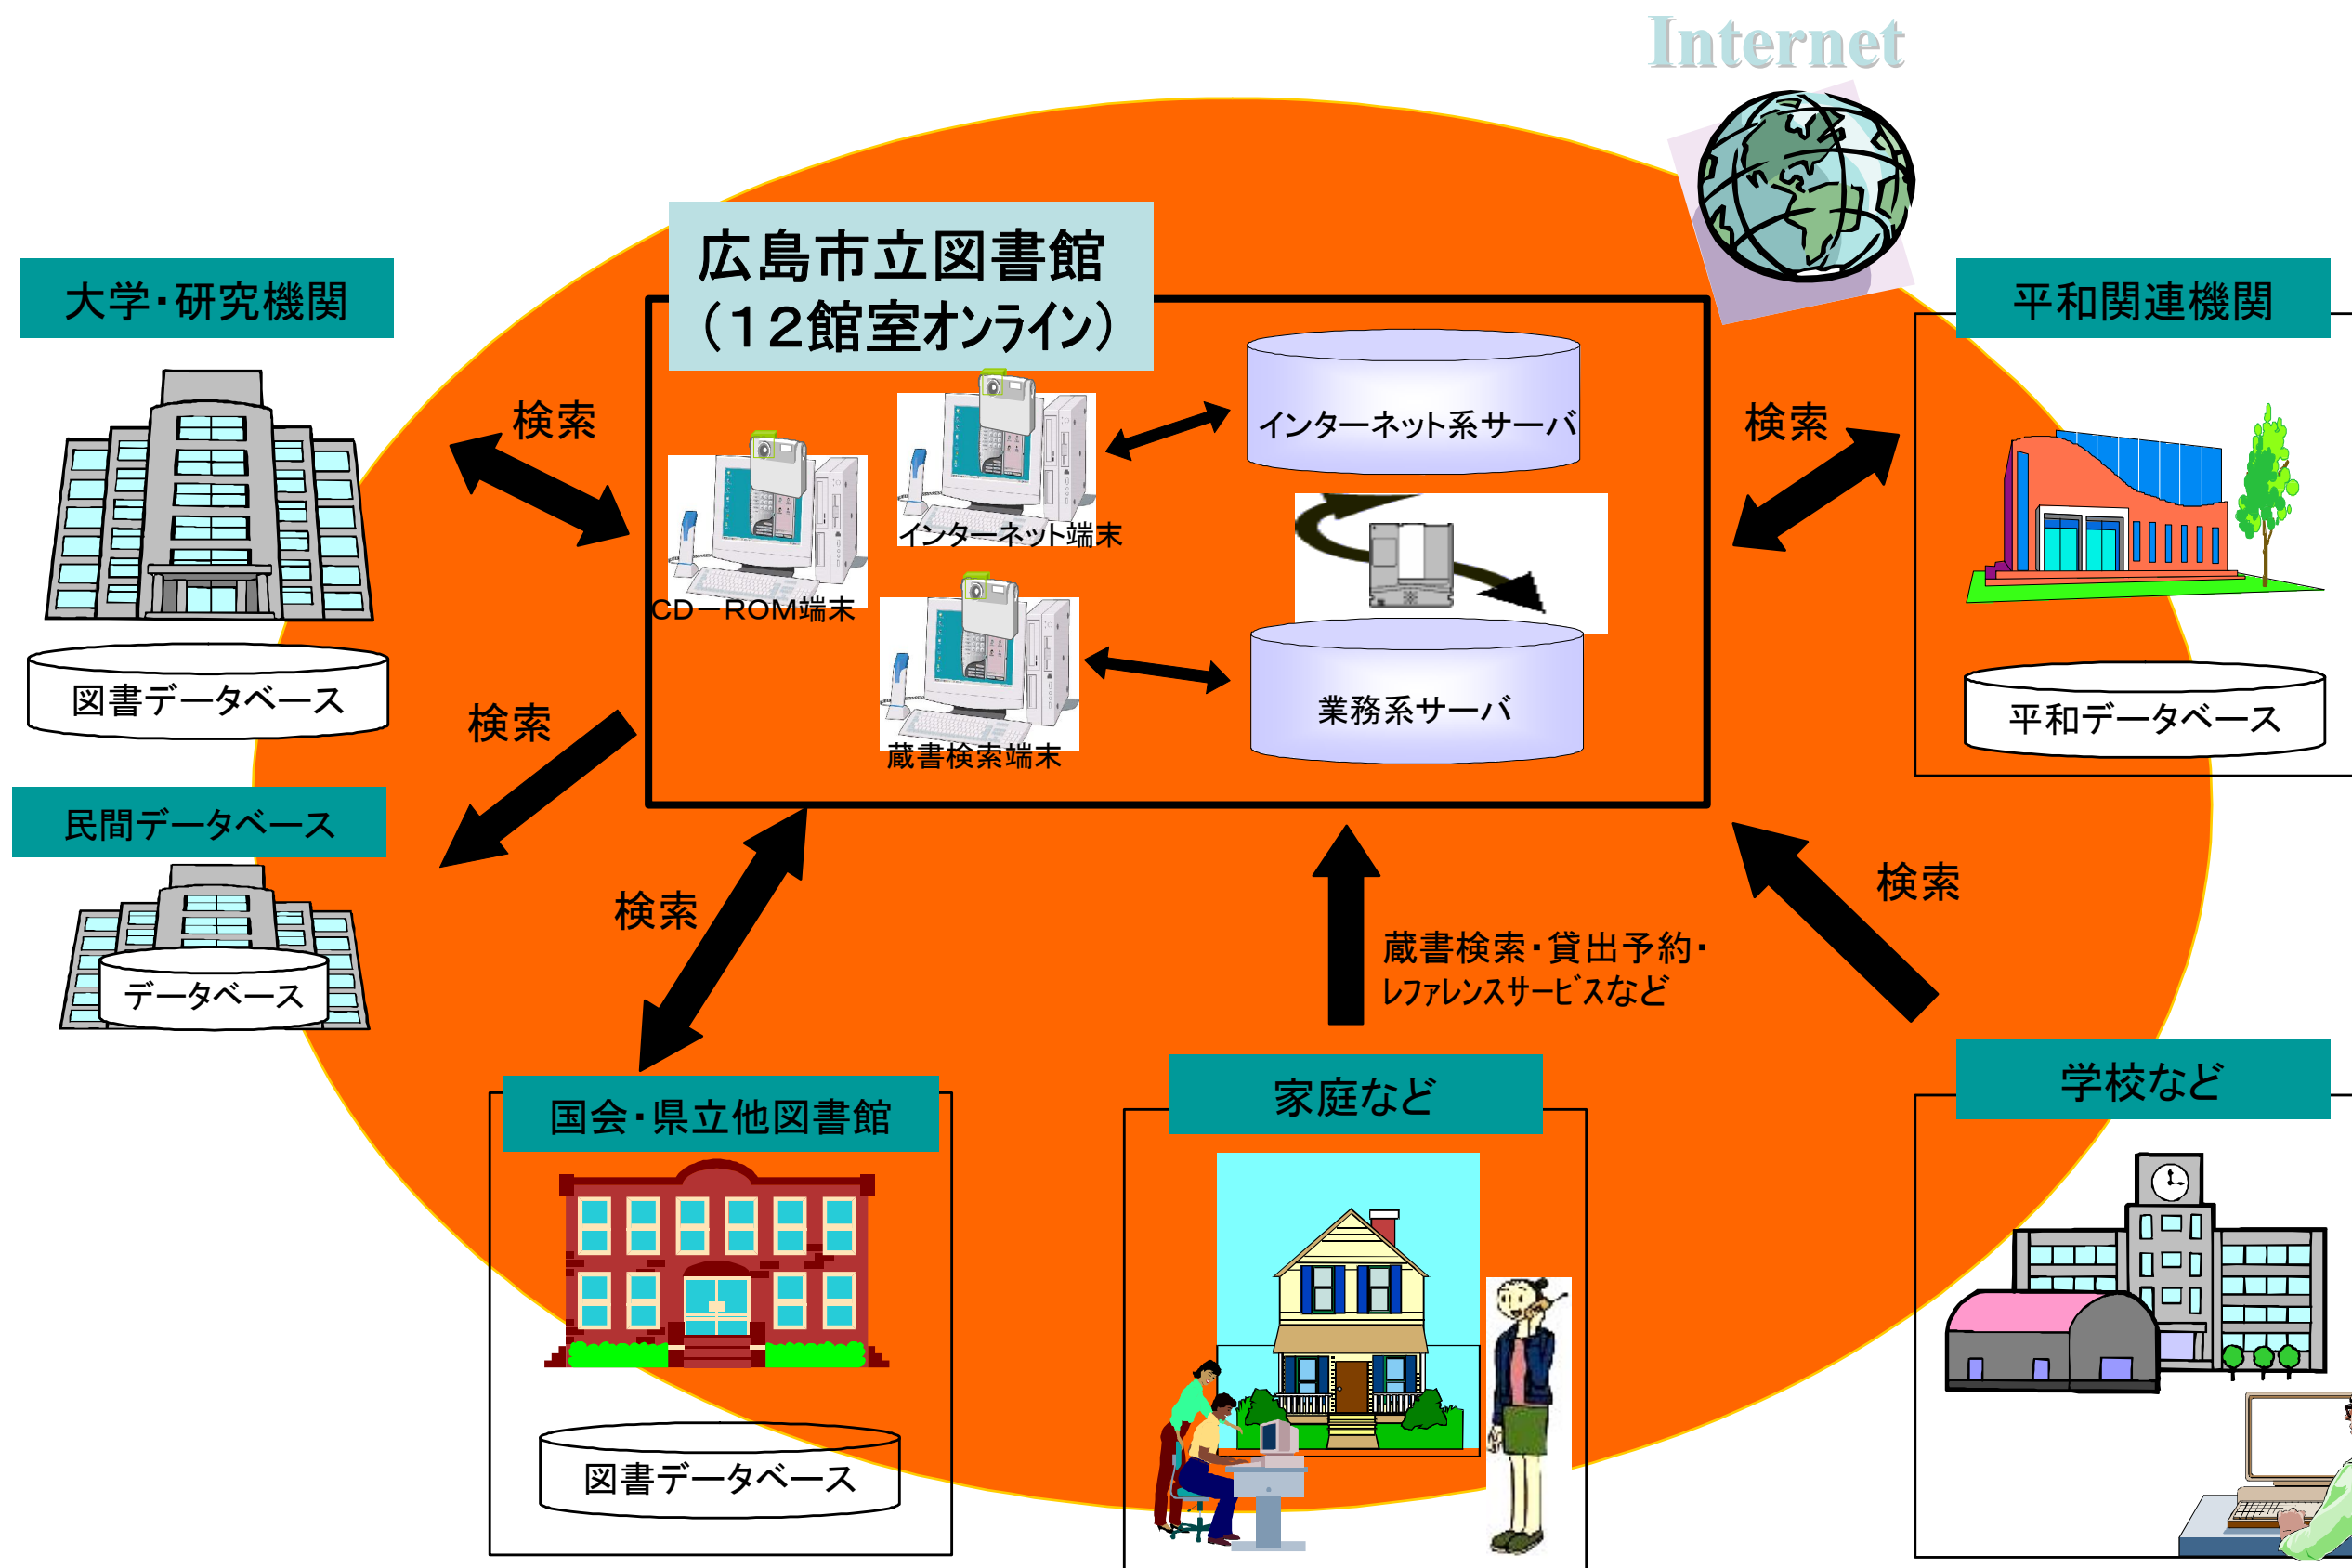 Internet
広島市立図書館
(12館室オンライン)
大学・研究機関
平和関連機関
検索
インターネット系サーバ
検索
インターネット端末
CD-ROM端末
図書データベース
検索
業務系サーバ
平和データベース
蔵書検索端末
民間データベース
検索
検索
蔵書検索・貸出予約・
レファレンスサービスなど
データベース
国会・県立他図書館
家庭など
学校など
図書データベース